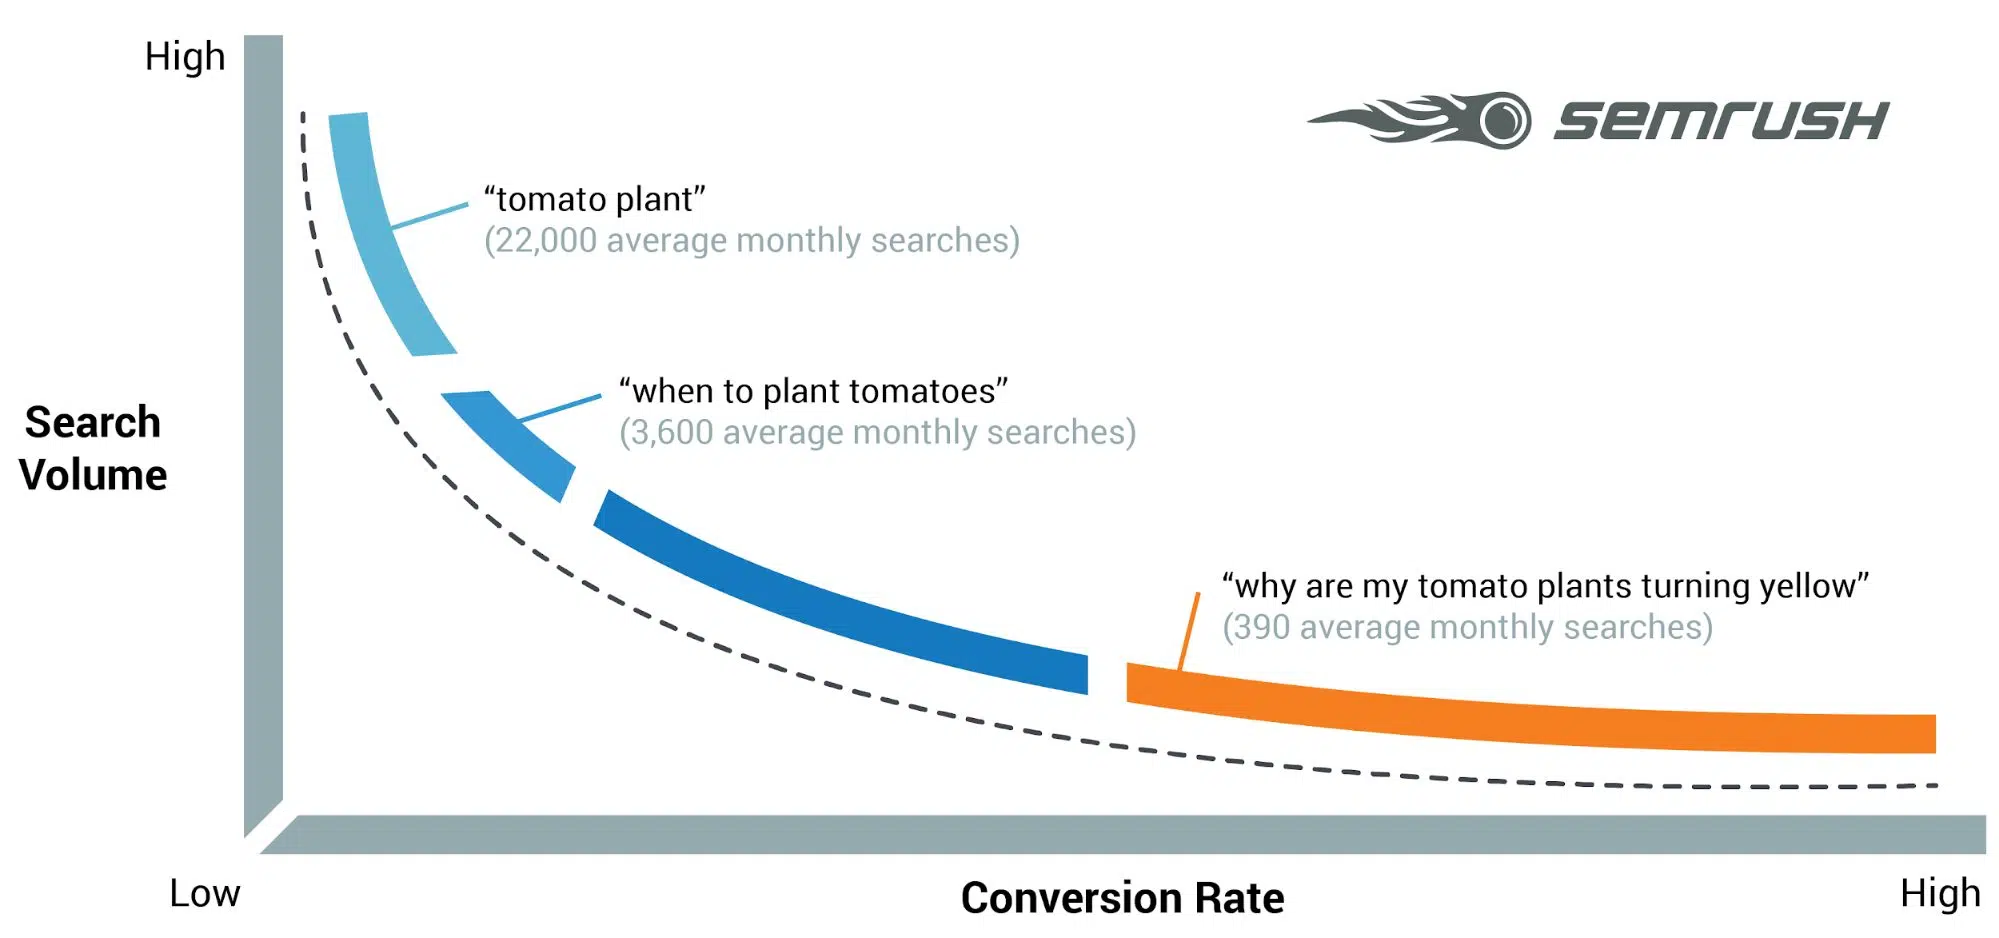 High
semrush
“tomato plant”
(22,000 average monthly searches)
“when to plant tomatoes”
(3,600 average monthly searches)
Search
Volume
“why are my tomato plants turning yellow”
(390 average monthly searches)
Low
Conversion Rate
High